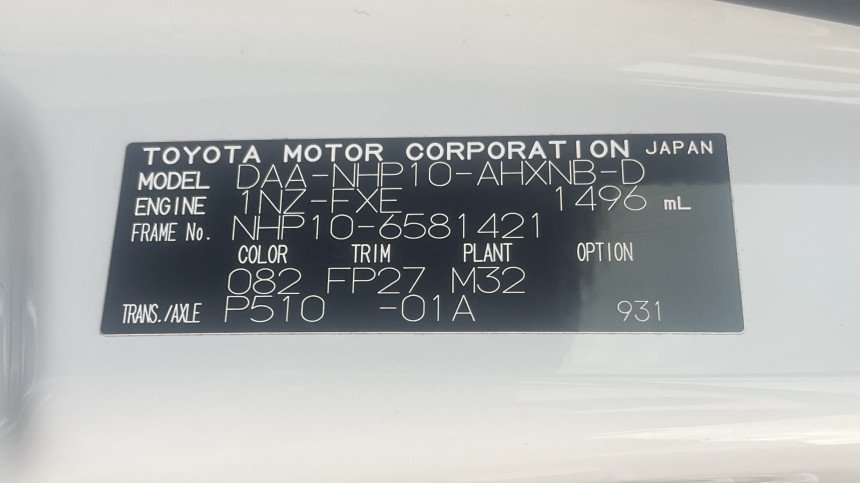 TOYOTA MOTOR CORPORATION JAPAN
MODEL DAA-NHP10-AHXNB-D
ENGINE 1NZ-FXE 1496 mL
FRAME No. NHP10-6581421
COLOR TRIM PLANT OPTION
082 FP27 M32
TRANS./AXLE P510 -01A 931